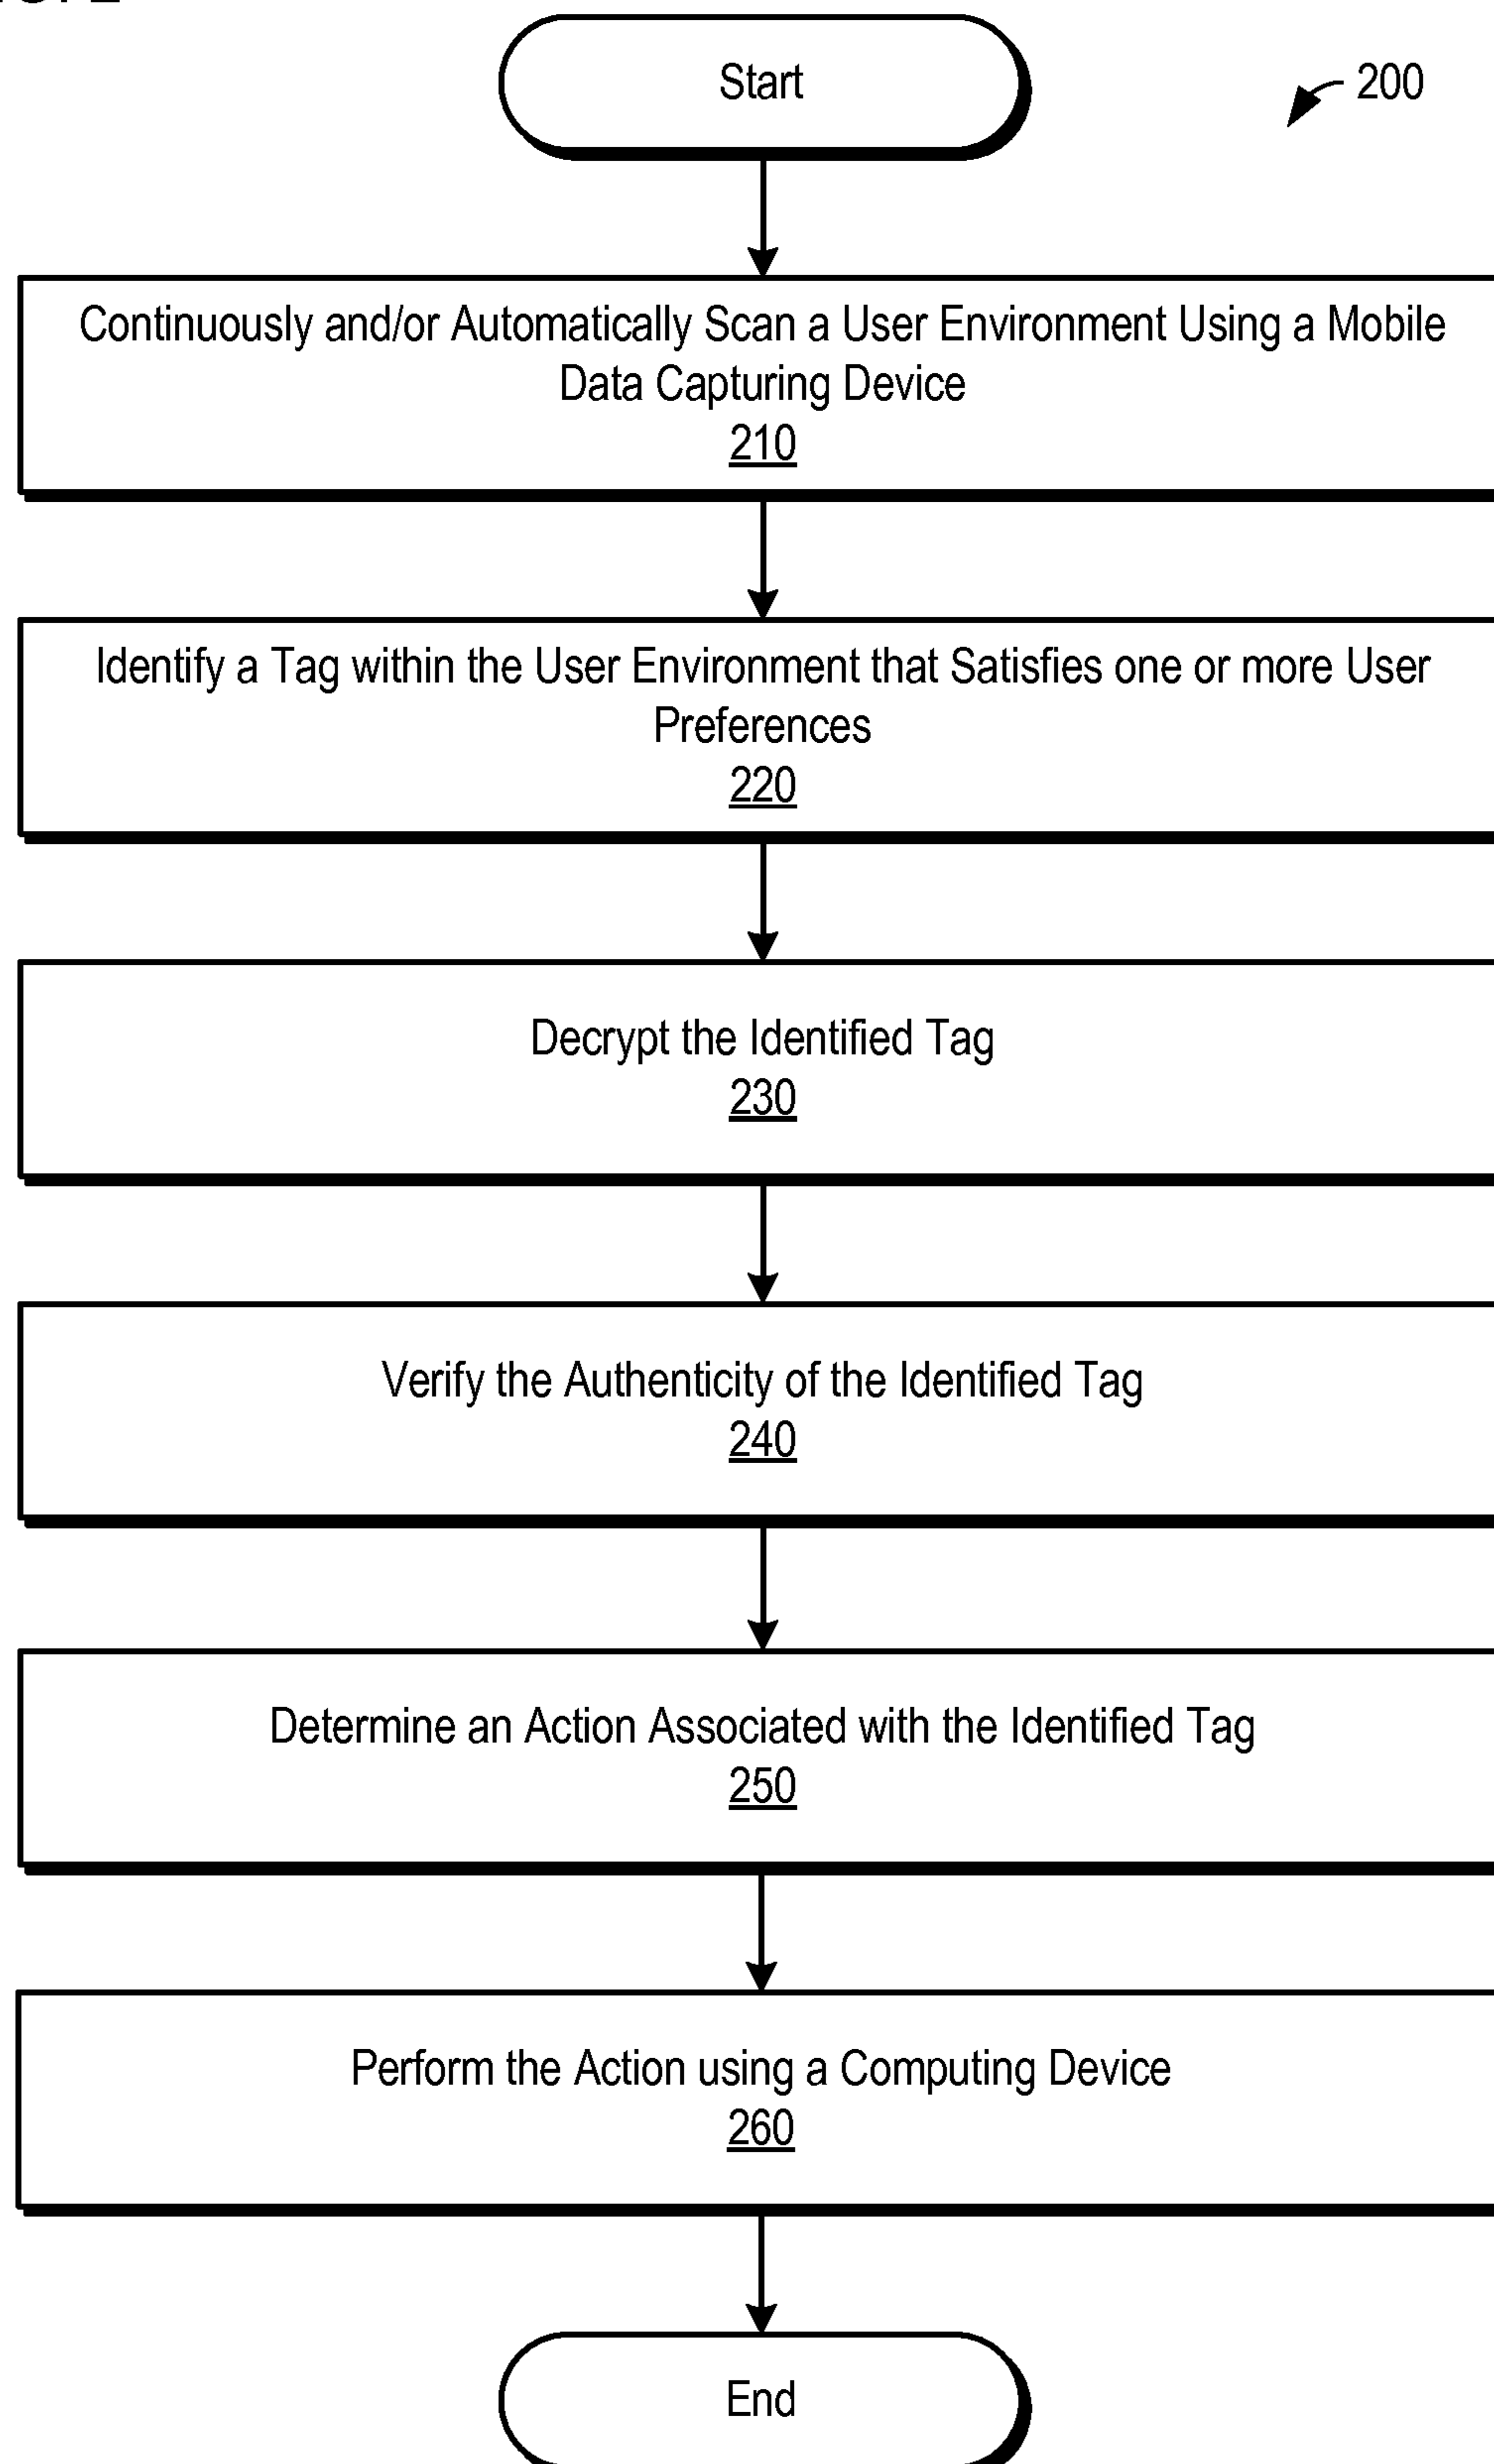 Start
200
Continuously and/or Automatically Scan a User Environment Using a Mobile
Data Capturing Device
210
Identify a Tag within the User Environment that Satisfies one or more User
Preferences
220
Decrypt the Identified Tag
230
Verify the Authenticity of the Identified Tag
240
Determine an Action Associated with the Identified Tag
250
Perform the Action using a Computing Device
260
End